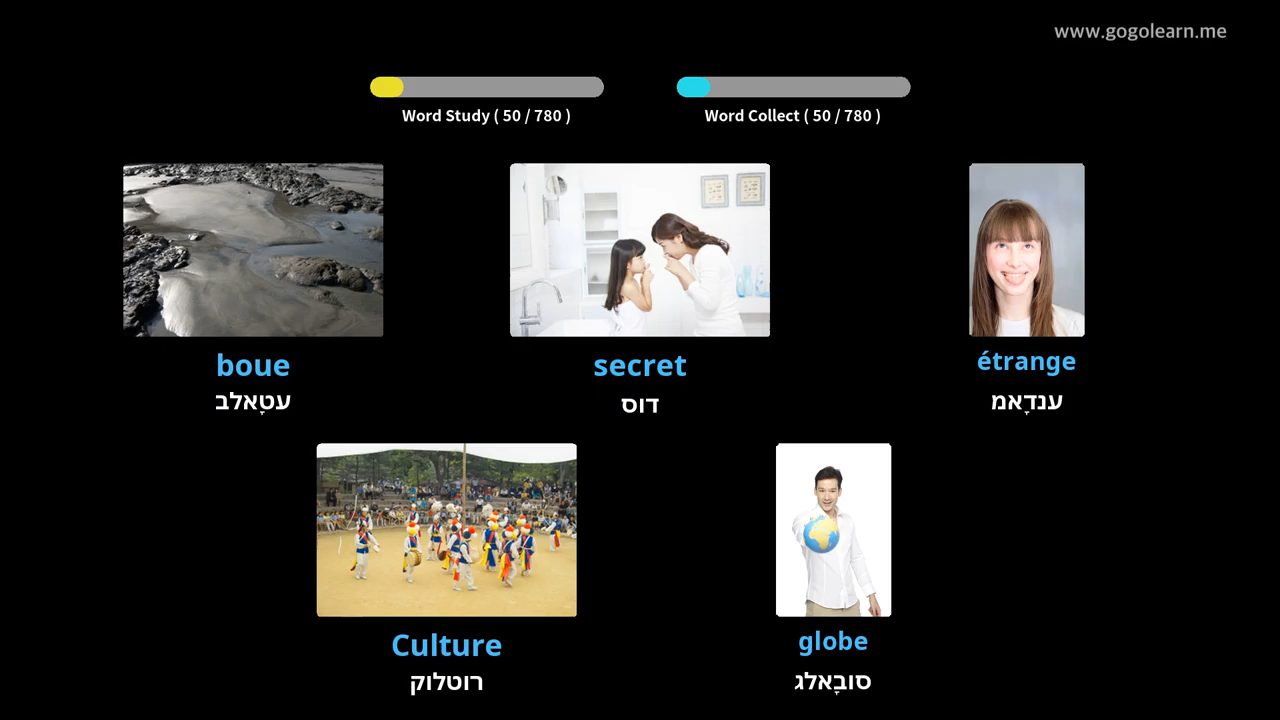 www.gogolearn.me
Word Study ( 50 / 780 )
Word Collect ( 50 / 780 )
boue
עטָאלב
secret
דוס
étrange
ענדָאמ
Culture
רוטלוק
globe
סובָאלג